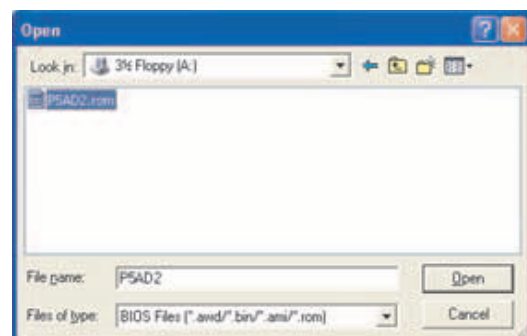 Open
Look in: 3½ Floppy (A:)
P5AD2.rom
File name: P5AD2 Open
Files of type: BIOS Files (*.awd/*.bin/*.ami/*.rom) Cancel